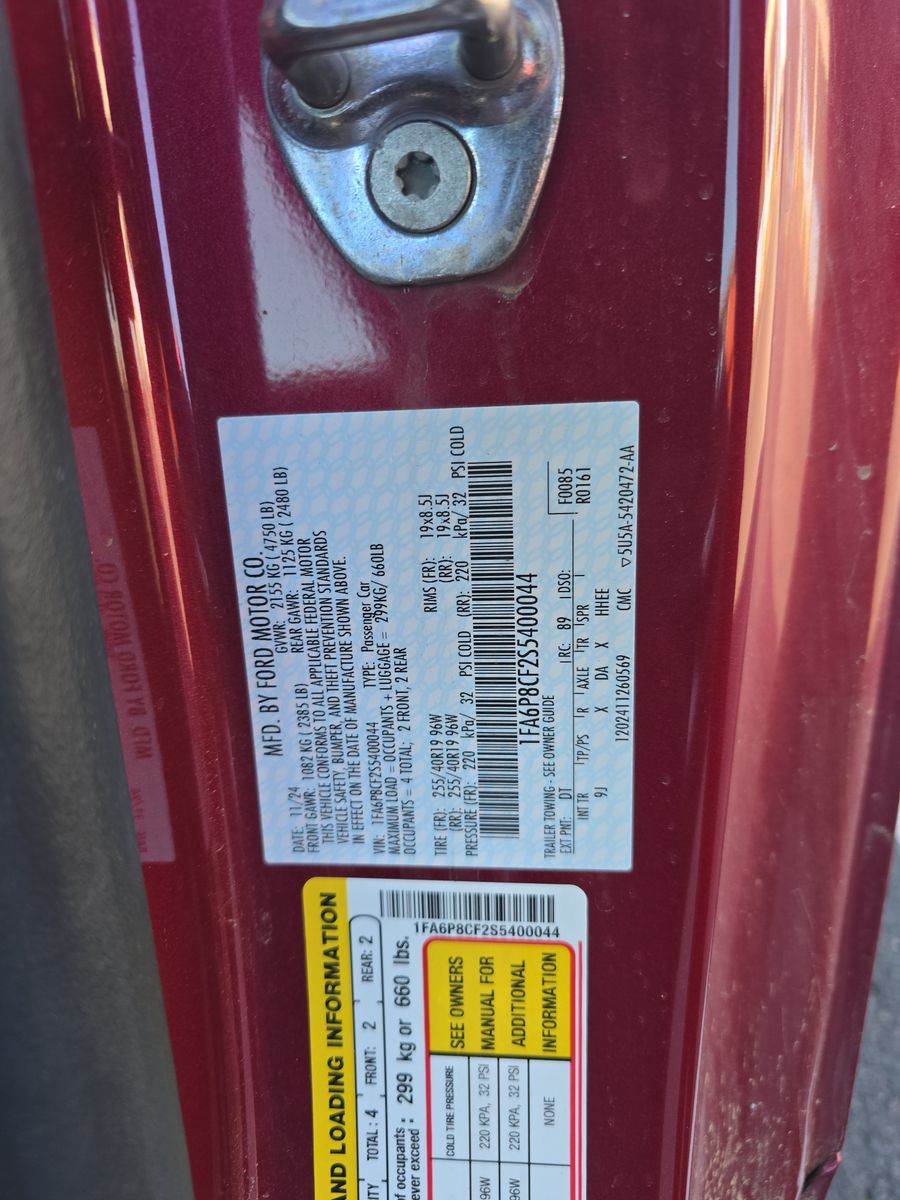 MFD. BY FORD MOTOR CO.
DATE: 11/24 GVWR: 2155 KG ( 4750 LB)
FRONT GAWR: 1082 KG ( 2385 LB) REAR GAWR: 1125 KG ( 2480 LB)
THIS VEHICLE CONFORMS TO ALL APPLICABLE FEDERAL MOTOR
VEHICLE SAFETY, BUMPER, AND THEFT PREVENTION STANDARDS
IN EFFECT ON THE DATE OF MANUFACTURE SHOWN ABOVE.
VIN: 1FA6P8CF2S5400044 TYPE: Passenger Car
MAXIMUM LOAD = OCCUPANTS + LUGGAGE = 299KG/ 660LB
OCCUPANTS = 4 TOTAL; 2 FRONT, 2 REAR
TIRE (FR): 255/40R19 96W RIMS (FR): 19x8.5J
(RR): 255/40R19 96W (RR): 19x8.5J
PRESSURE (FR): 220 kPa/ 32 PSI COLD (RR): 220 kPa/ 32 PSI COLD
1FA6P8CF2S5400044
TRAILER TOWING - SEE OWNER GUIDE
EXT PNT: DT RC: 89 DSO: F0085
R0161
INT TR TP/PS R AXLE TR SPR
9J X DA X HHEE
1202411260569 CMC ▽5U5A-5420472-AA
AND LOADING INFORMATION
ITY TOTAL : 4 FRONT: 2 REAR: 2
of occupants : 299 kg or 660 lbs.
ever exceed :
1FA6P8CF2S5400044
COLD TIRE PRESSURE
96W 220 KPA, 32 PSI
96W 220 KPA, 32 PSI
NONE
SEE OWNERS
MANUAL FOR
ADDITIONAL
INFORMATION